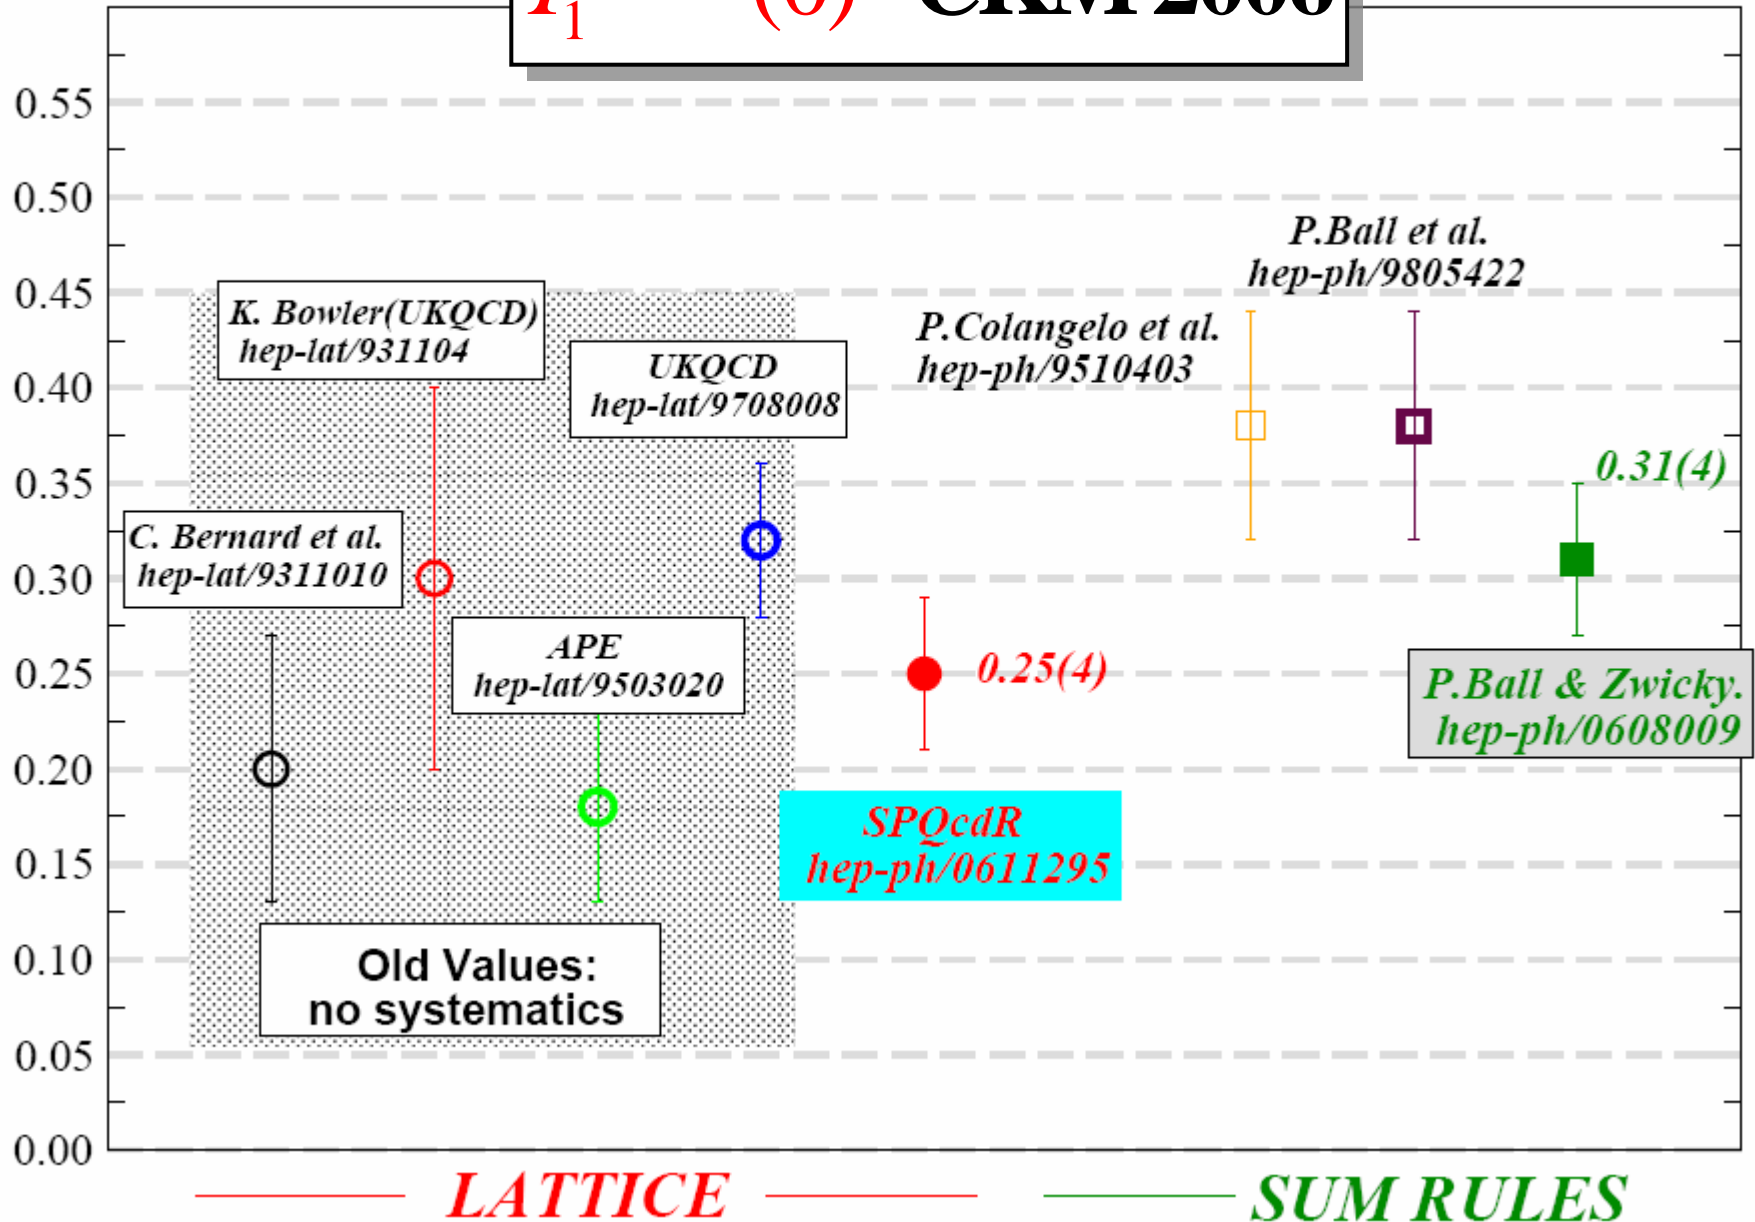 (0) CKM 2006
1
0.55
0.50
0.45
0.40
0.35
0.30
0.25
0.20
0.15
0.10
0.05
0.00
K. Bowler(UKQCD)
hep-lat/931104
UKQCD
hep-lat/9708008
C. Bernard et al.
hep-lat/9311010
APE
hep-lat/9503020
Old Values:
no systematics
0.25(4)
SPQcdR
hep-ph/0611295
P.Colangelo et al.
hep-ph/9510403
P.Ball et al.
hep-ph/9805422
0.31(4)
P.Ball & Zwicky.
hep-ph/0608009
LATTICE
SUM RULES